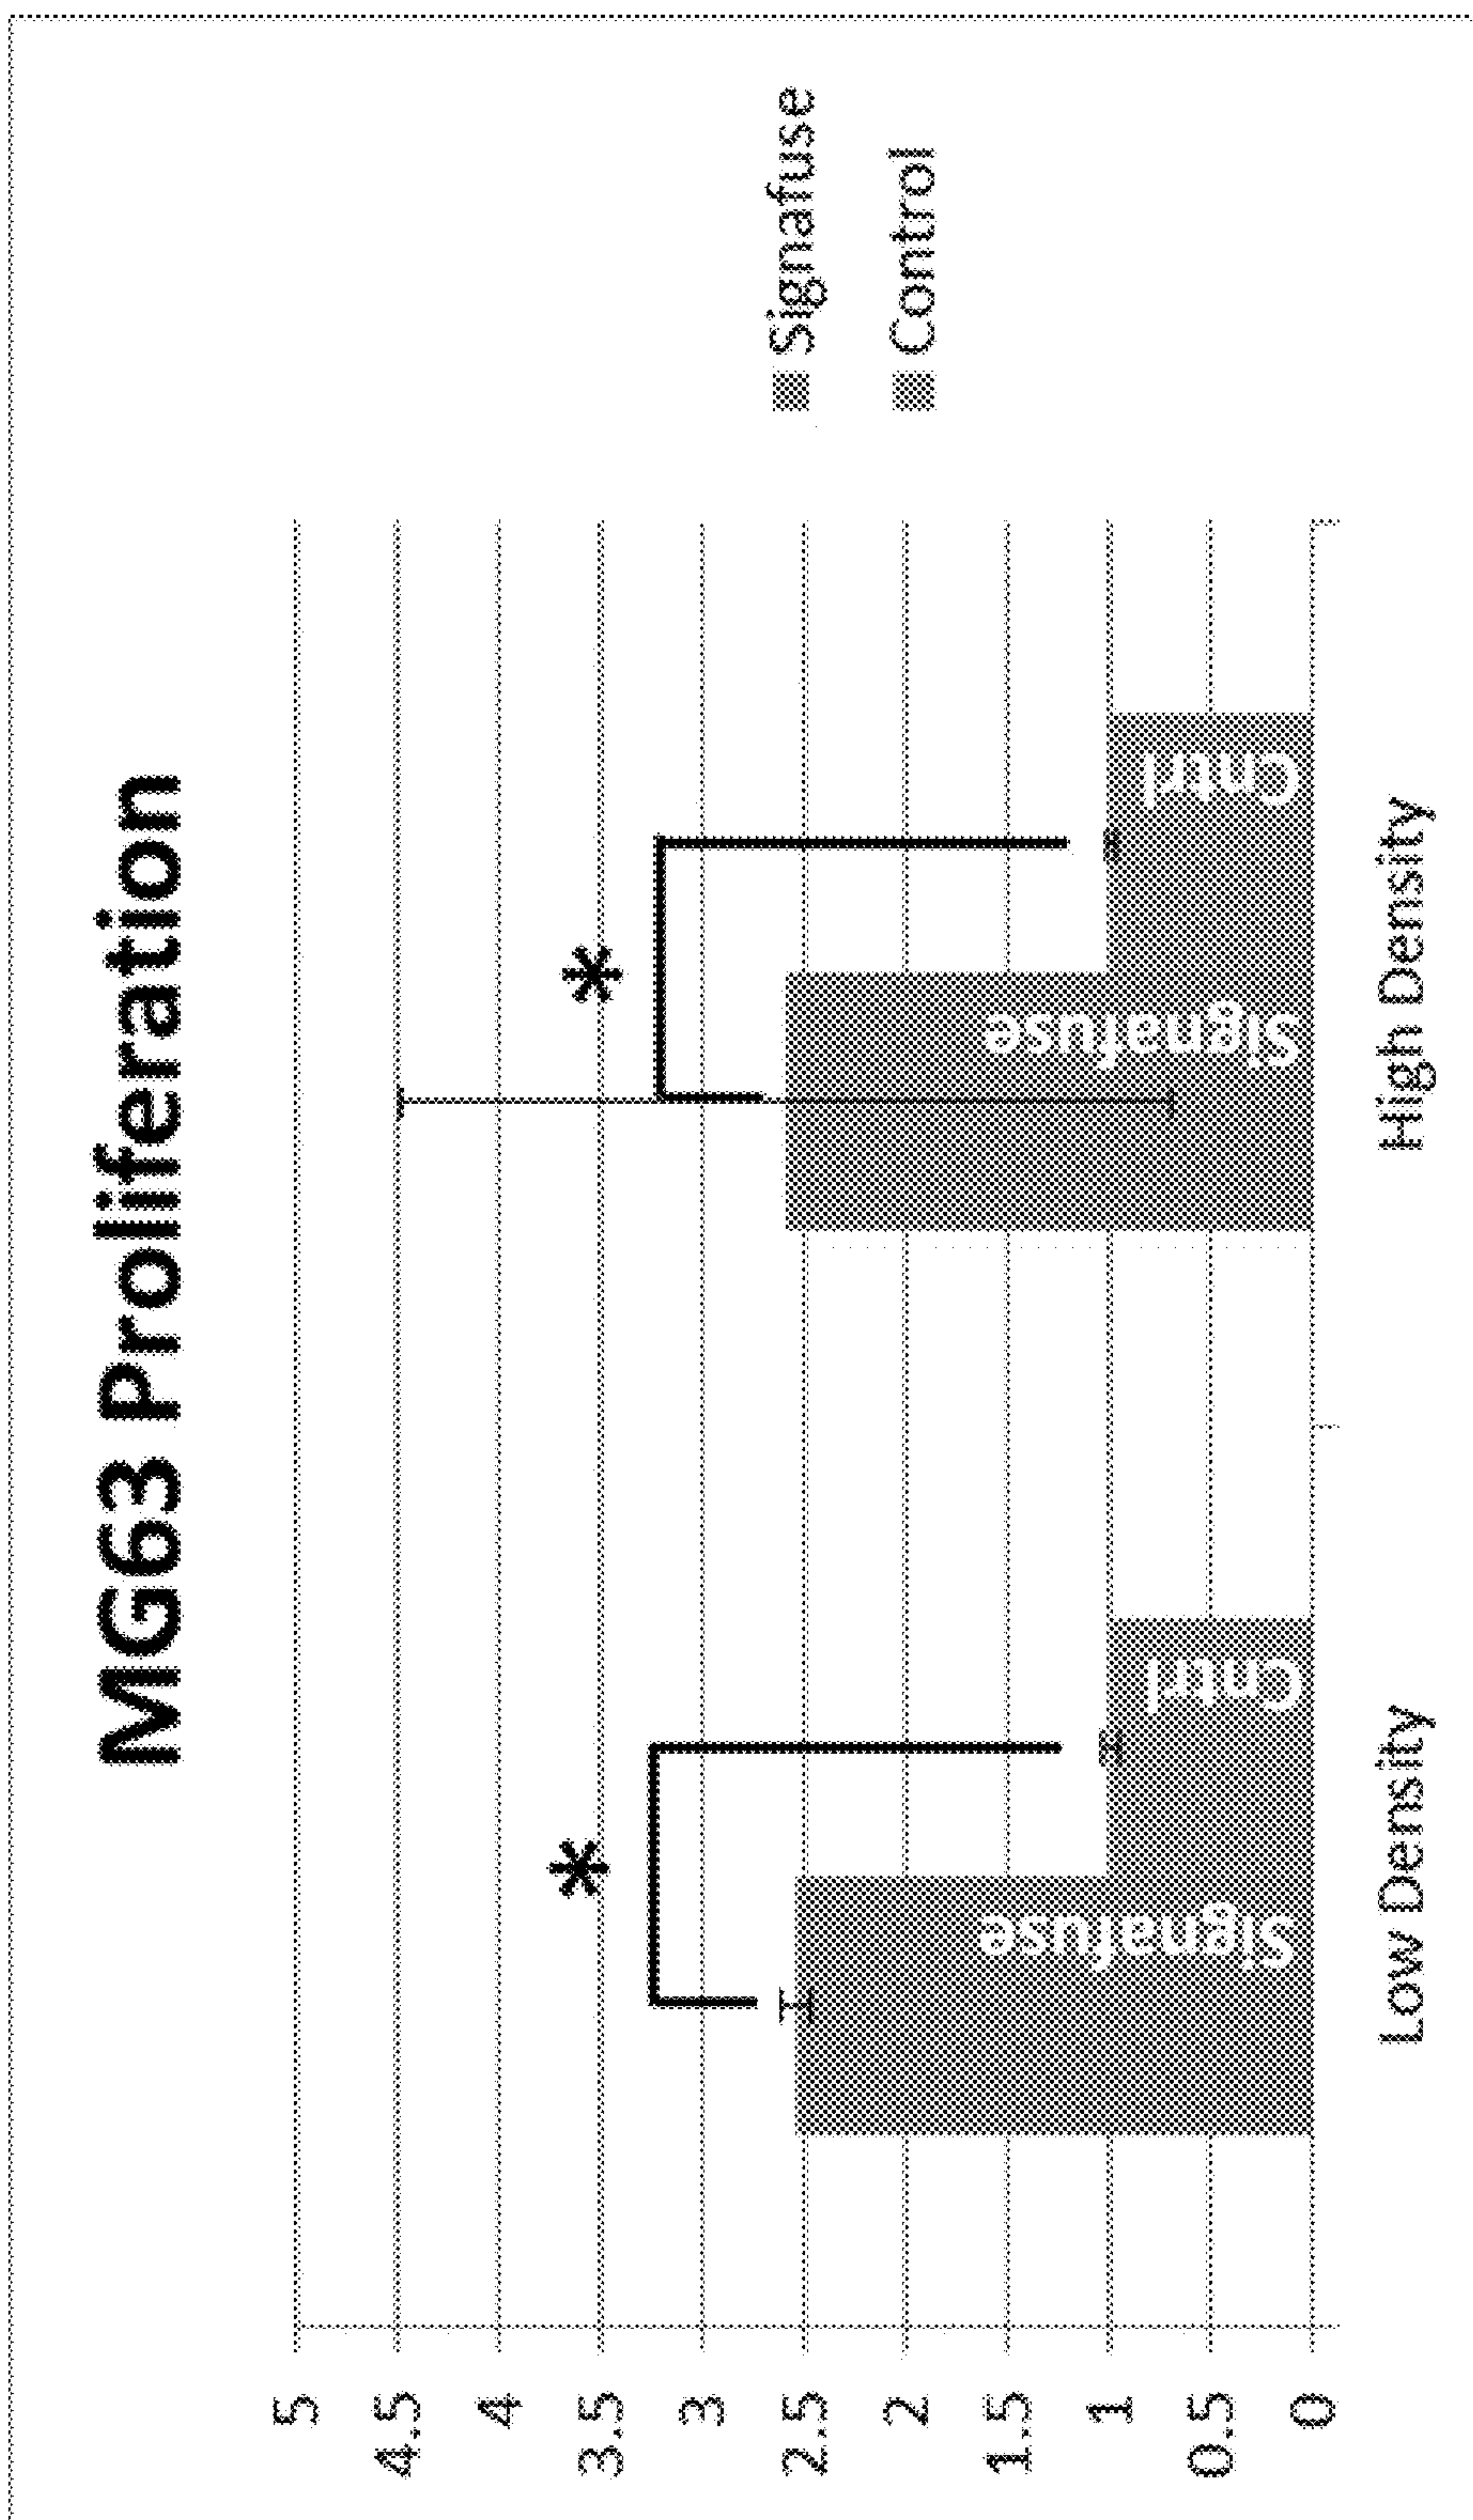 MG63 Proliferation
5
4.5
4
3.5
3
2.5
2
1.5
1
0.5
0
*
*
Signafuse
Cntrl
Signafuse
Cntrl
Low Density
High Density
Signafuse
Control